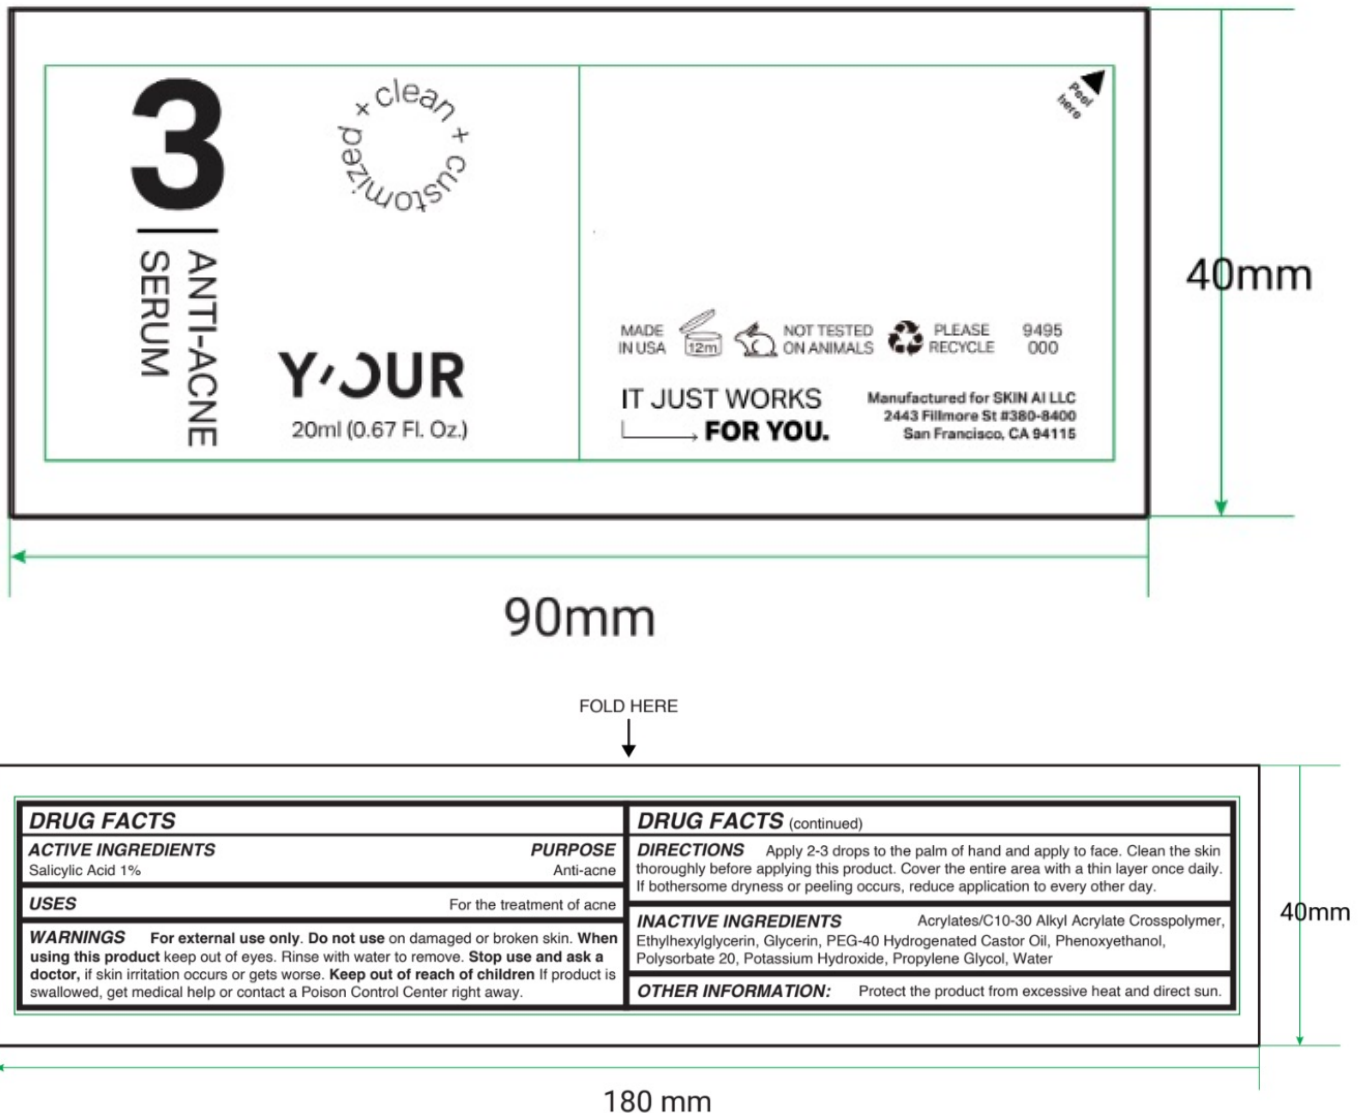 3
ANTI-ACNE
SERUM
+ clean + customized
Y/OUR
20ml (0.67 Fl. Oz.)
Peel
here
MADE
IN USA
12m
NOT TESTED
ON ANIMALS
PLEASE
RECYCLE
9495
000
IT JUST WORKS
FOR YOU.
Manufactured for SKIN AI LLC
2443 Fillmore St #380-8400
San Francisco, CA 94115
40mm
90mm
FOLD HERE
DRUG FACTS
ACTIVE INGREDIENTS PURPOSE
Salicylic Acid 1% Anti-acne
USES For the treatment of acne
WARNINGS For external use only. Do not use on damaged or broken skin. When
using this product keep out of eyes. Rinse with water to remove. Stop use and ask a
doctor, if skin irritation occurs or gets worse. Keep out of reach of children If product is
swallowed, get medical help or contact a Poison Control Center right away.
DRUG FACTS (continued)
DIRECTIONS Apply 2-3 drops to the palm of hand and apply to face. Clean the skin
thoroughly before applying this product. Cover the entire area with a thin layer once daily.
If bothersome dryness or peeling occurs, reduce application to every other day.
INACTIVE INGREDIENTS Acrylates/C10-30 Alkyl Acrylate Crosspolymer,
Ethylhexylglycerin, Glycerin, PEG-40 Hydrogenated Castor Oil, Phenoxyethanol,
Polysorbate 20, Potassium Hydroxide, Propylene Glycol, Water
OTHER INFORMATION: Protect the product from excessive heat and direct sun.
40mm
180 mm